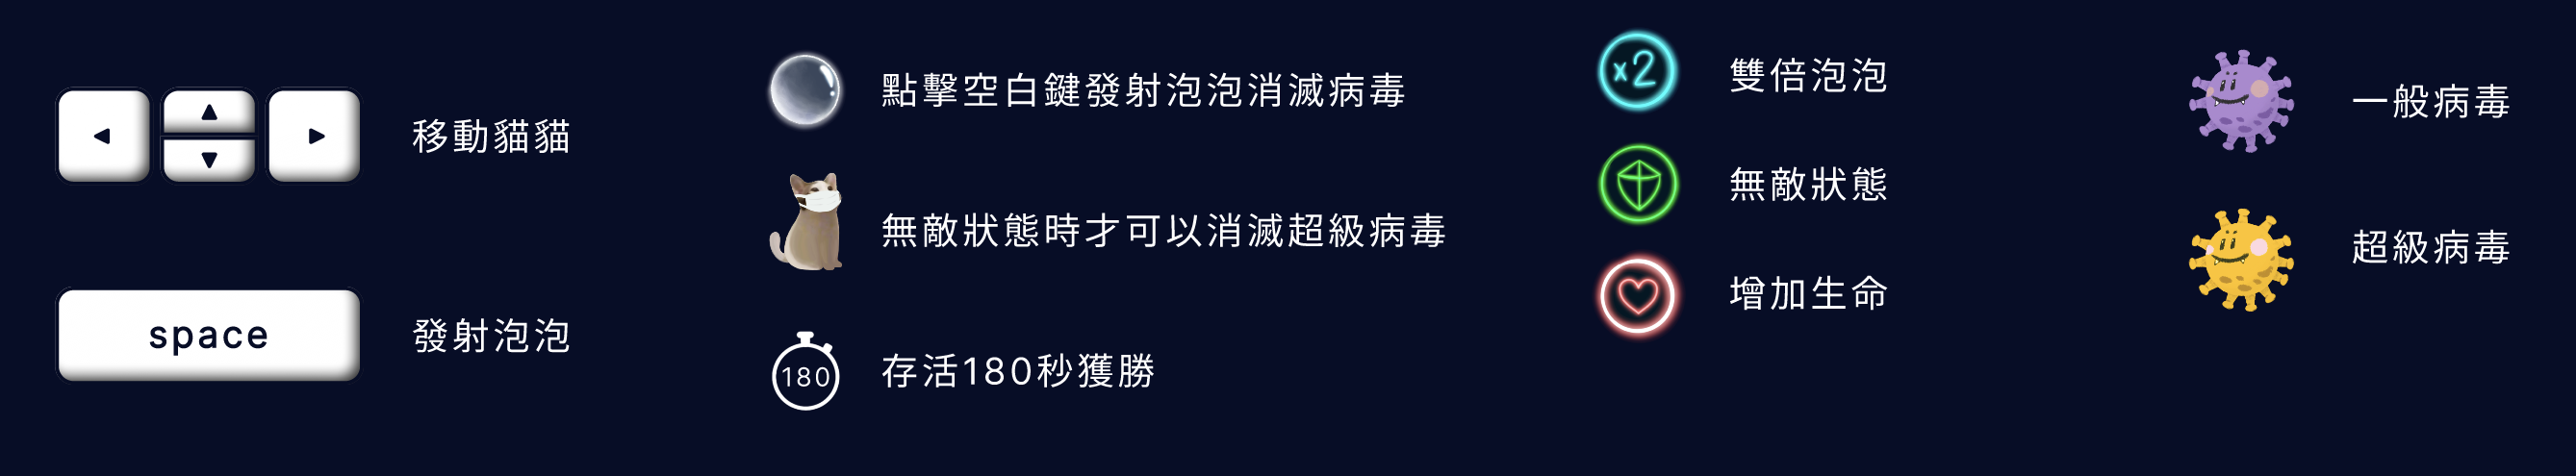 移動貓貓
space
發射泡泡
點擊空白鍵發射泡泡消滅病毒
無敵狀態時才可以消滅超級病毒
180
存活180秒獲勝
x2
雙倍泡泡
無敵狀態
增加生命
一般病毒
超級病毒